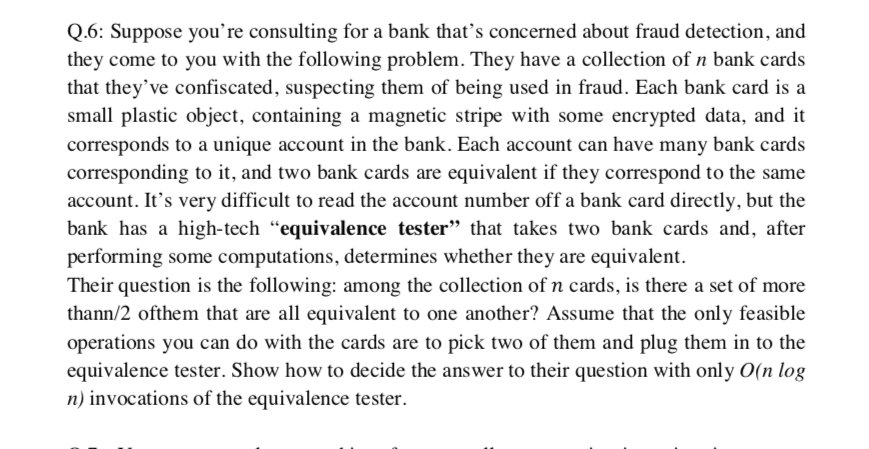 Q.6: Suppose you’re consulting for a bank that’s concerned about fraud detection, and
they come to you with the following problem. They have a collection of n bank cards
that they’ve confiscated, suspecting them of being used in fraud. Each bank card is a
small plastic object, containing a magnetic stripe with some encrypted data, and it
corresponds to a unique account in the bank. Each account can have many bank cards
corresponding to it, and two bank cards are equivalent if they correspond to the same
account. It’s very difficult to read the account number off a bank card directly, but the
bank has a high-tech “equivalence tester” that takes two bank cards and, after
performing some computations, determines whether they are equivalent.
Their question is the following: among the collection of n cards, is there a set of more
thann/2 ofthem that are all equivalent to one another? Assume that the only feasible
operations you can do with the cards are to pick two of them and plug them in to the
equivalence tester. Show how to decide the answer to their question with only O(n log
n) invocations of the equivalence tester.